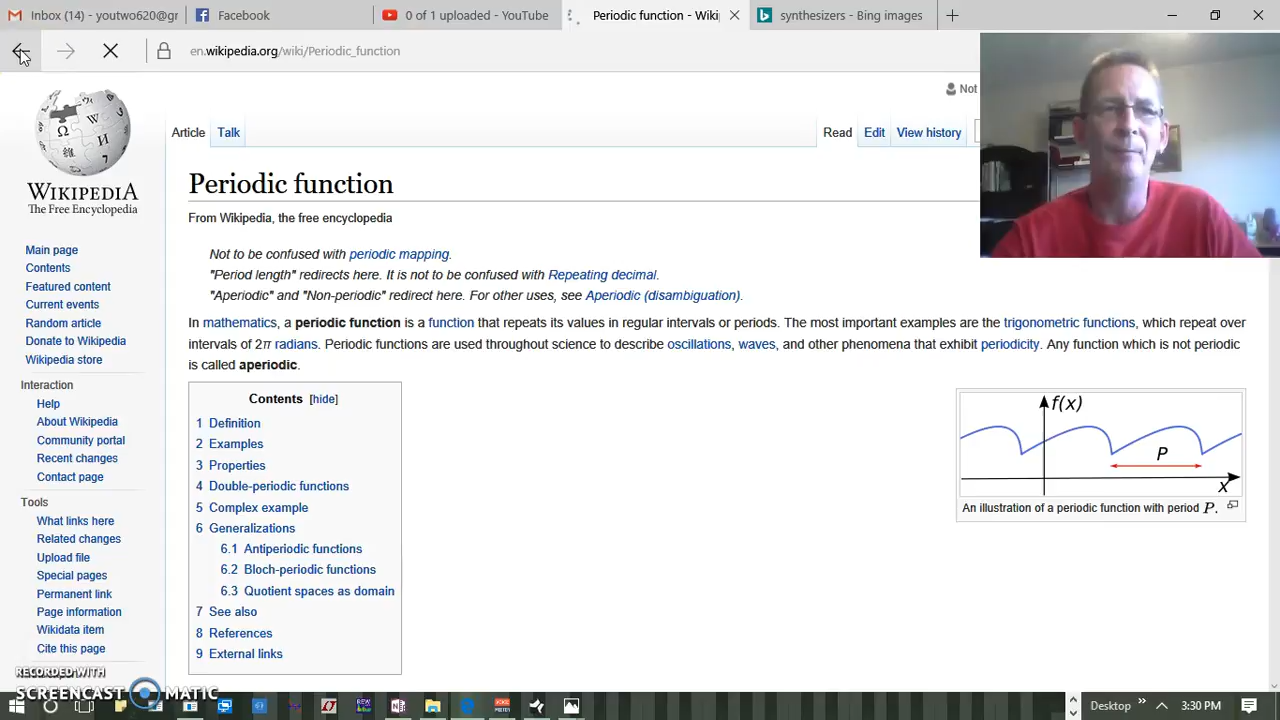 Inbox (14) - youtwo620@gr
Facebook
0 of 1 uploaded - YouTube
Periodic function - Wiki
synthesizers - Bing images
en.wikipedia.org/wiki/Periodic_function
Not
Article
Talk
Read
Edit
View history
WIKIPEDIA
The Free Encyclopedia
Periodic function
From Wikipedia, the free encyclopedia
Not to be confused with periodic mapping.
"Period length" redirects here. It is not to be confused with Repeating decimal.
"Aperiodic" and "Non-periodic" redirect here. For other uses, see Aperiodic (disambiguation).
In mathematics, a periodic function is a function that repeats its values in regular intervals or periods. The most important examples are the trigonometric functions, which repeat over
intervals of 2π radians. Periodic functions are used throughout science to describe oscillations, waves, and other phenomena that exhibit periodicity. Any function which is not periodic
is called aperiodic.
Main page
Contents
Featured content
Current events
Random article
Donate to Wikipedia
Wikipedia store
Interaction
Help
About Wikipedia
Community portal
Recent changes
Contact page
Tools
What links here
Related changes
Upload file
Special pages
Permanent link
Page information
Wikidata item
Cite this page
Contents [hide]
1 Definition
2 Examples
3 Properties
4 Double-periodic functions
5 Complex example
6 Generalizations
6.1 Antiperiodic functions
6.2 Bloch-periodic functions
6.3 Quotient spaces as domain
7 See also
8 References
9 External links
f(x)
P
x
An illustration of a periodic function with period P.
RECORDED WITH
SCREENCAST MATIC
Desktop
3:30 PM